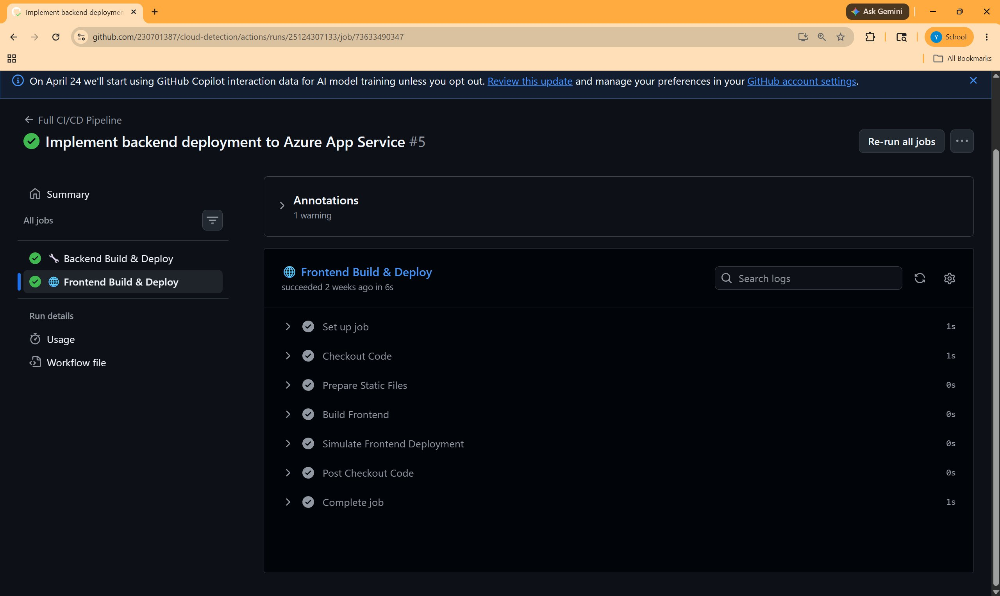 Implement backend deploymen
Ask Gemini
github.com/230701387/cloud-detection/actions/runs/25124307133/job/73633490347
Y School
All Bookmarks
On April 24 we'll start using GitHub Copilot interaction data for AI model training unless you opt out. Review this update and manage your preferences in your GitHub account settings.
Full CI/CD Pipeline
Implement backend deployment to Azure App Service #5
Re-run all jobs
Summary
All jobs
Backend Build & Deploy
Frontend Build & Deploy
Run details
Usage
Workflow file
Annotations
1 warning
Frontend Build & Deploy
succeeded 2 weeks ago in 6s
Search logs
Set up job 1s
Checkout Code 1s
Prepare Static Files 0s
Build Frontend 0s
Simulate Frontend Deployment 0s
Post Checkout Code 0s
Complete job 1s